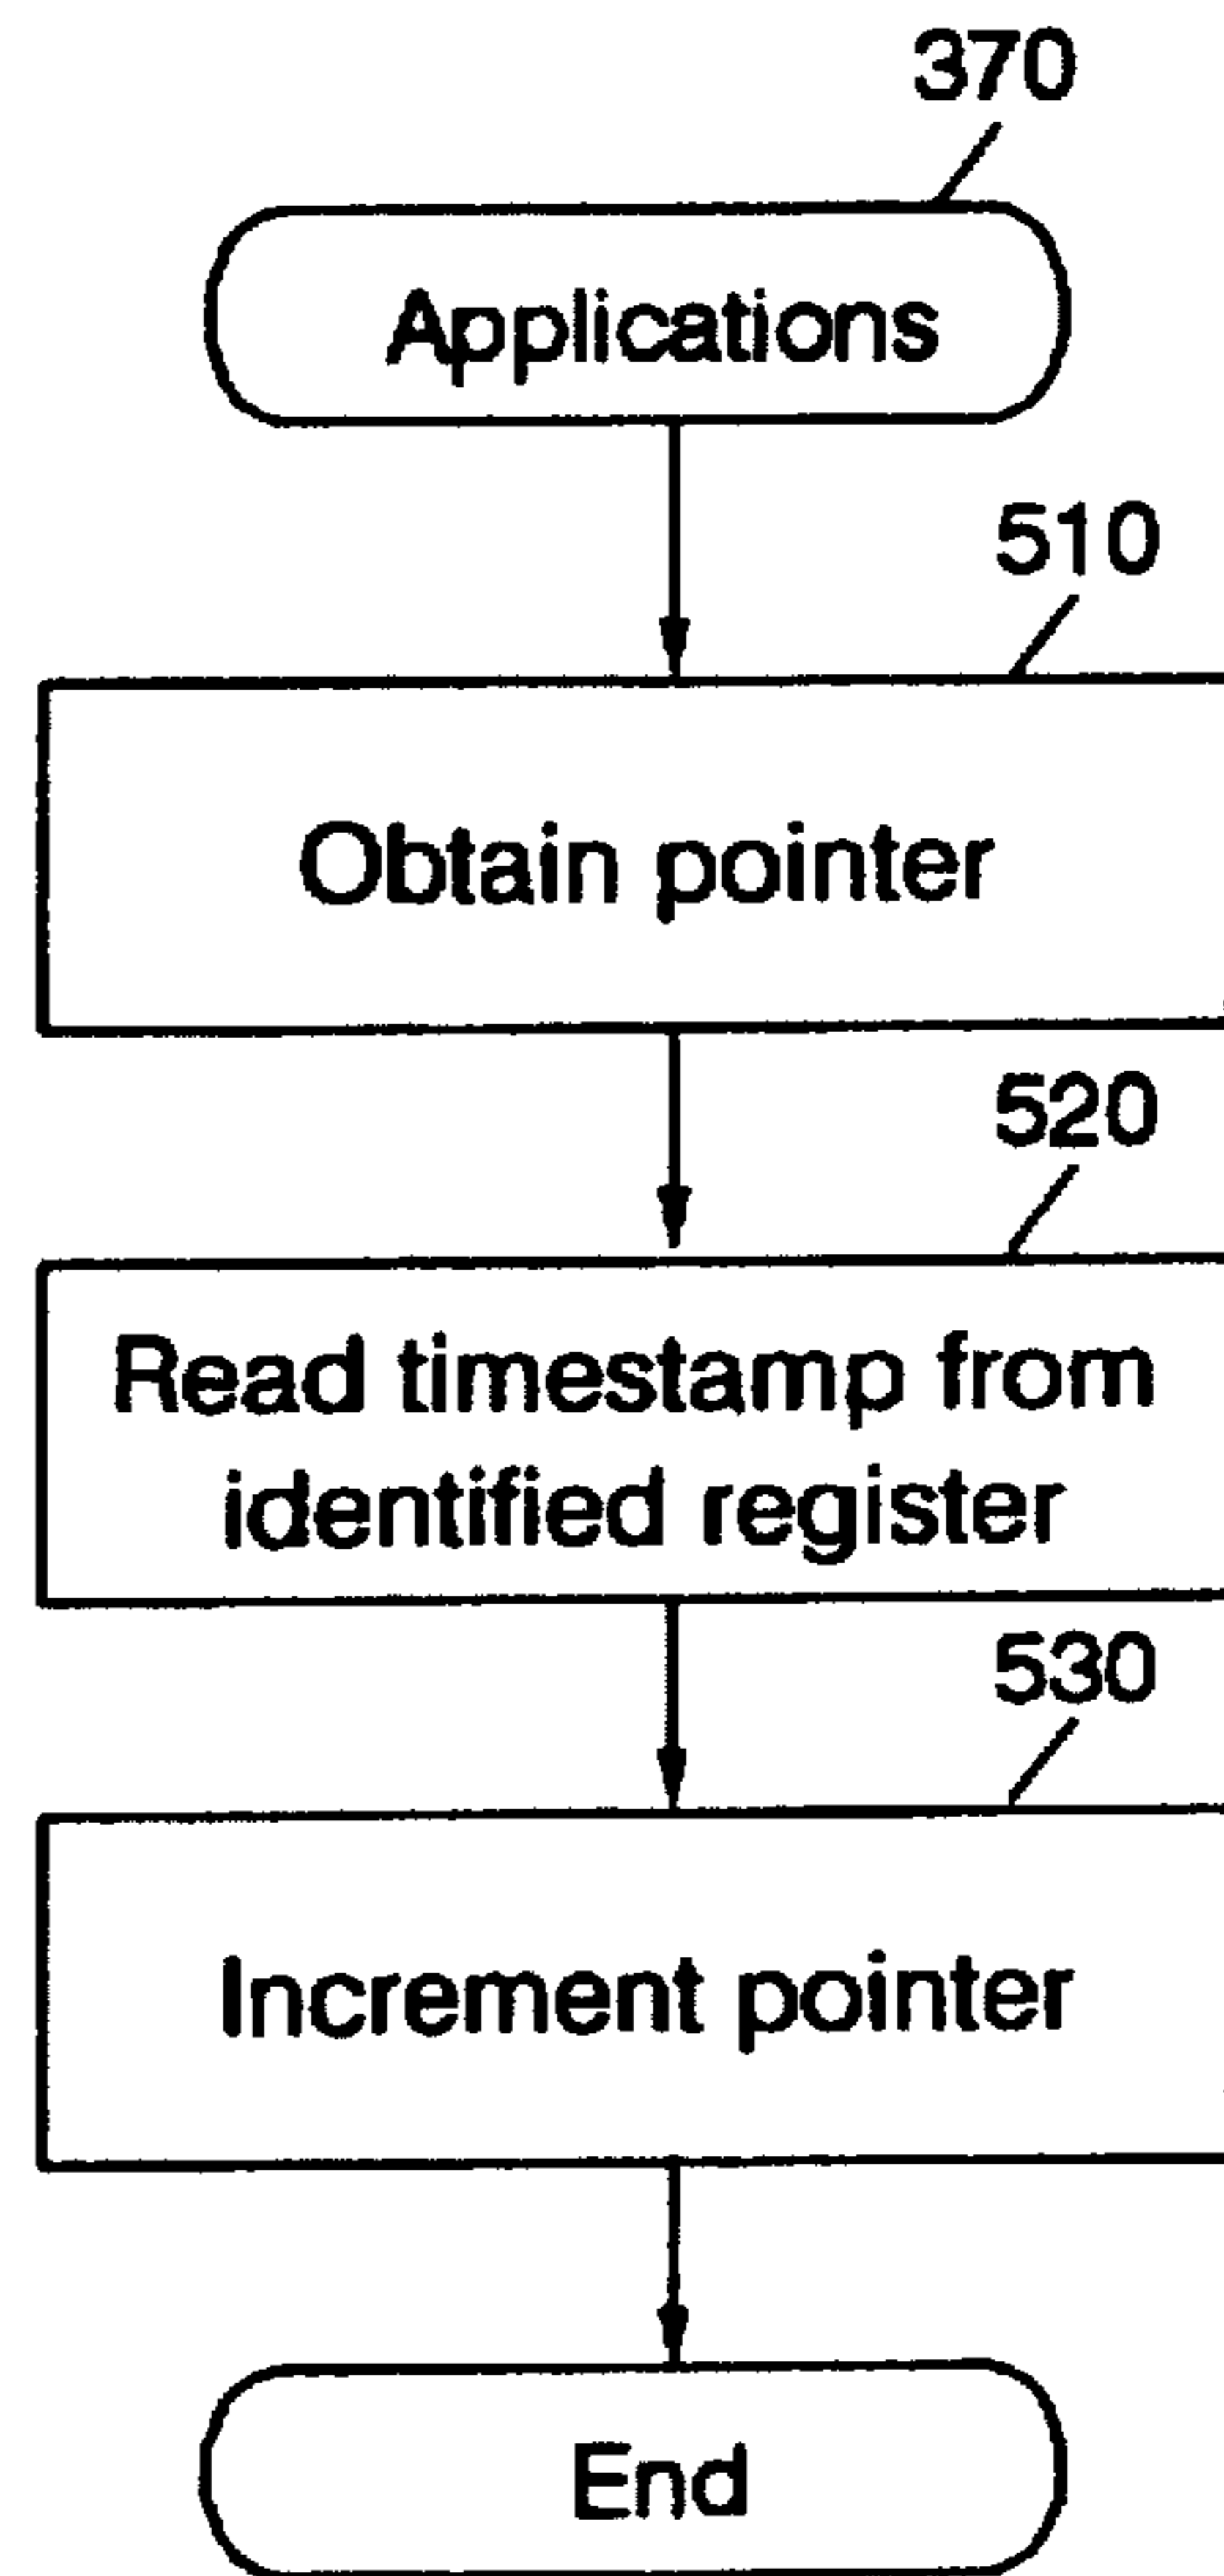 370
Applications
510
Obtain pointer
520
Read timestamp from
identified register
530
Increment pointer
End